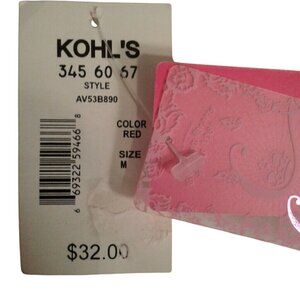 KOHL'S
345 60 67
STYLE
AV53B890
COLOR
RED
SIZE
M
6 69322 59466 8
$32.00